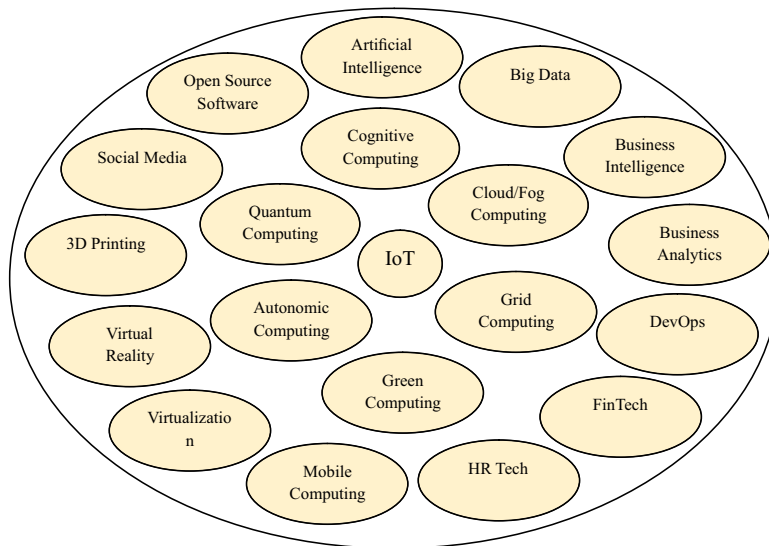 Artificial
Intelligence
Big Data
Open Source
Software
Cognitive
Computing
Business
Intelligence
Social Media
Cloud/Fog
Computing
Quantum
Computing
Business
Analytics
3D Printing
IoT
Autonomic
Computing
Grid
Computing
DevOps
Virtual
Reality
Green
Computing
FinTech
Virtualizatio
n
Mobile
Computing
HR Tech